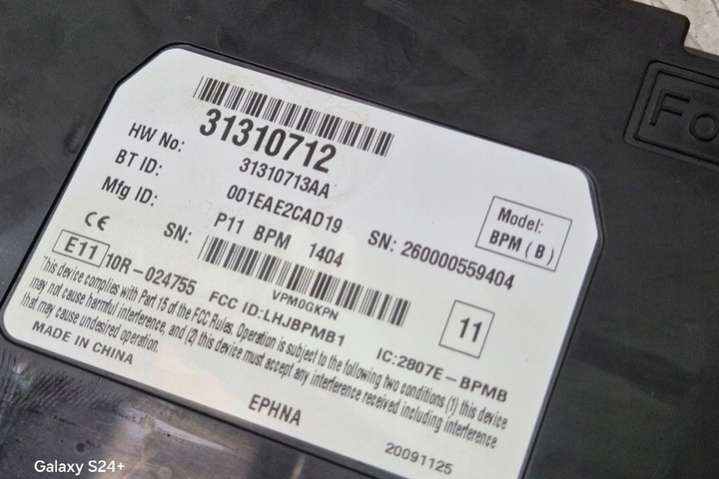 31310712
HW No: 31310713AA
BT ID: 001EAE2CAD19
Mfg ID: P11 BPM 1404 SN: 260000559404
Model:
BPM (B)
SN:
VPM0GKPN
CE
E11 10R-024755 FCC ID:LHJBPMB1 IC:2807E-BPMB
11
This device complies with Part 15 of the FCC Rules. Operation is subject to the following two conditions (1) this device
may not cause harmful interference, and (2) this device must accept any interference received including interference
that may cause undesired operation.
MADE IN CHINA
EPHNA
20091125
Fo
Galaxy S24+